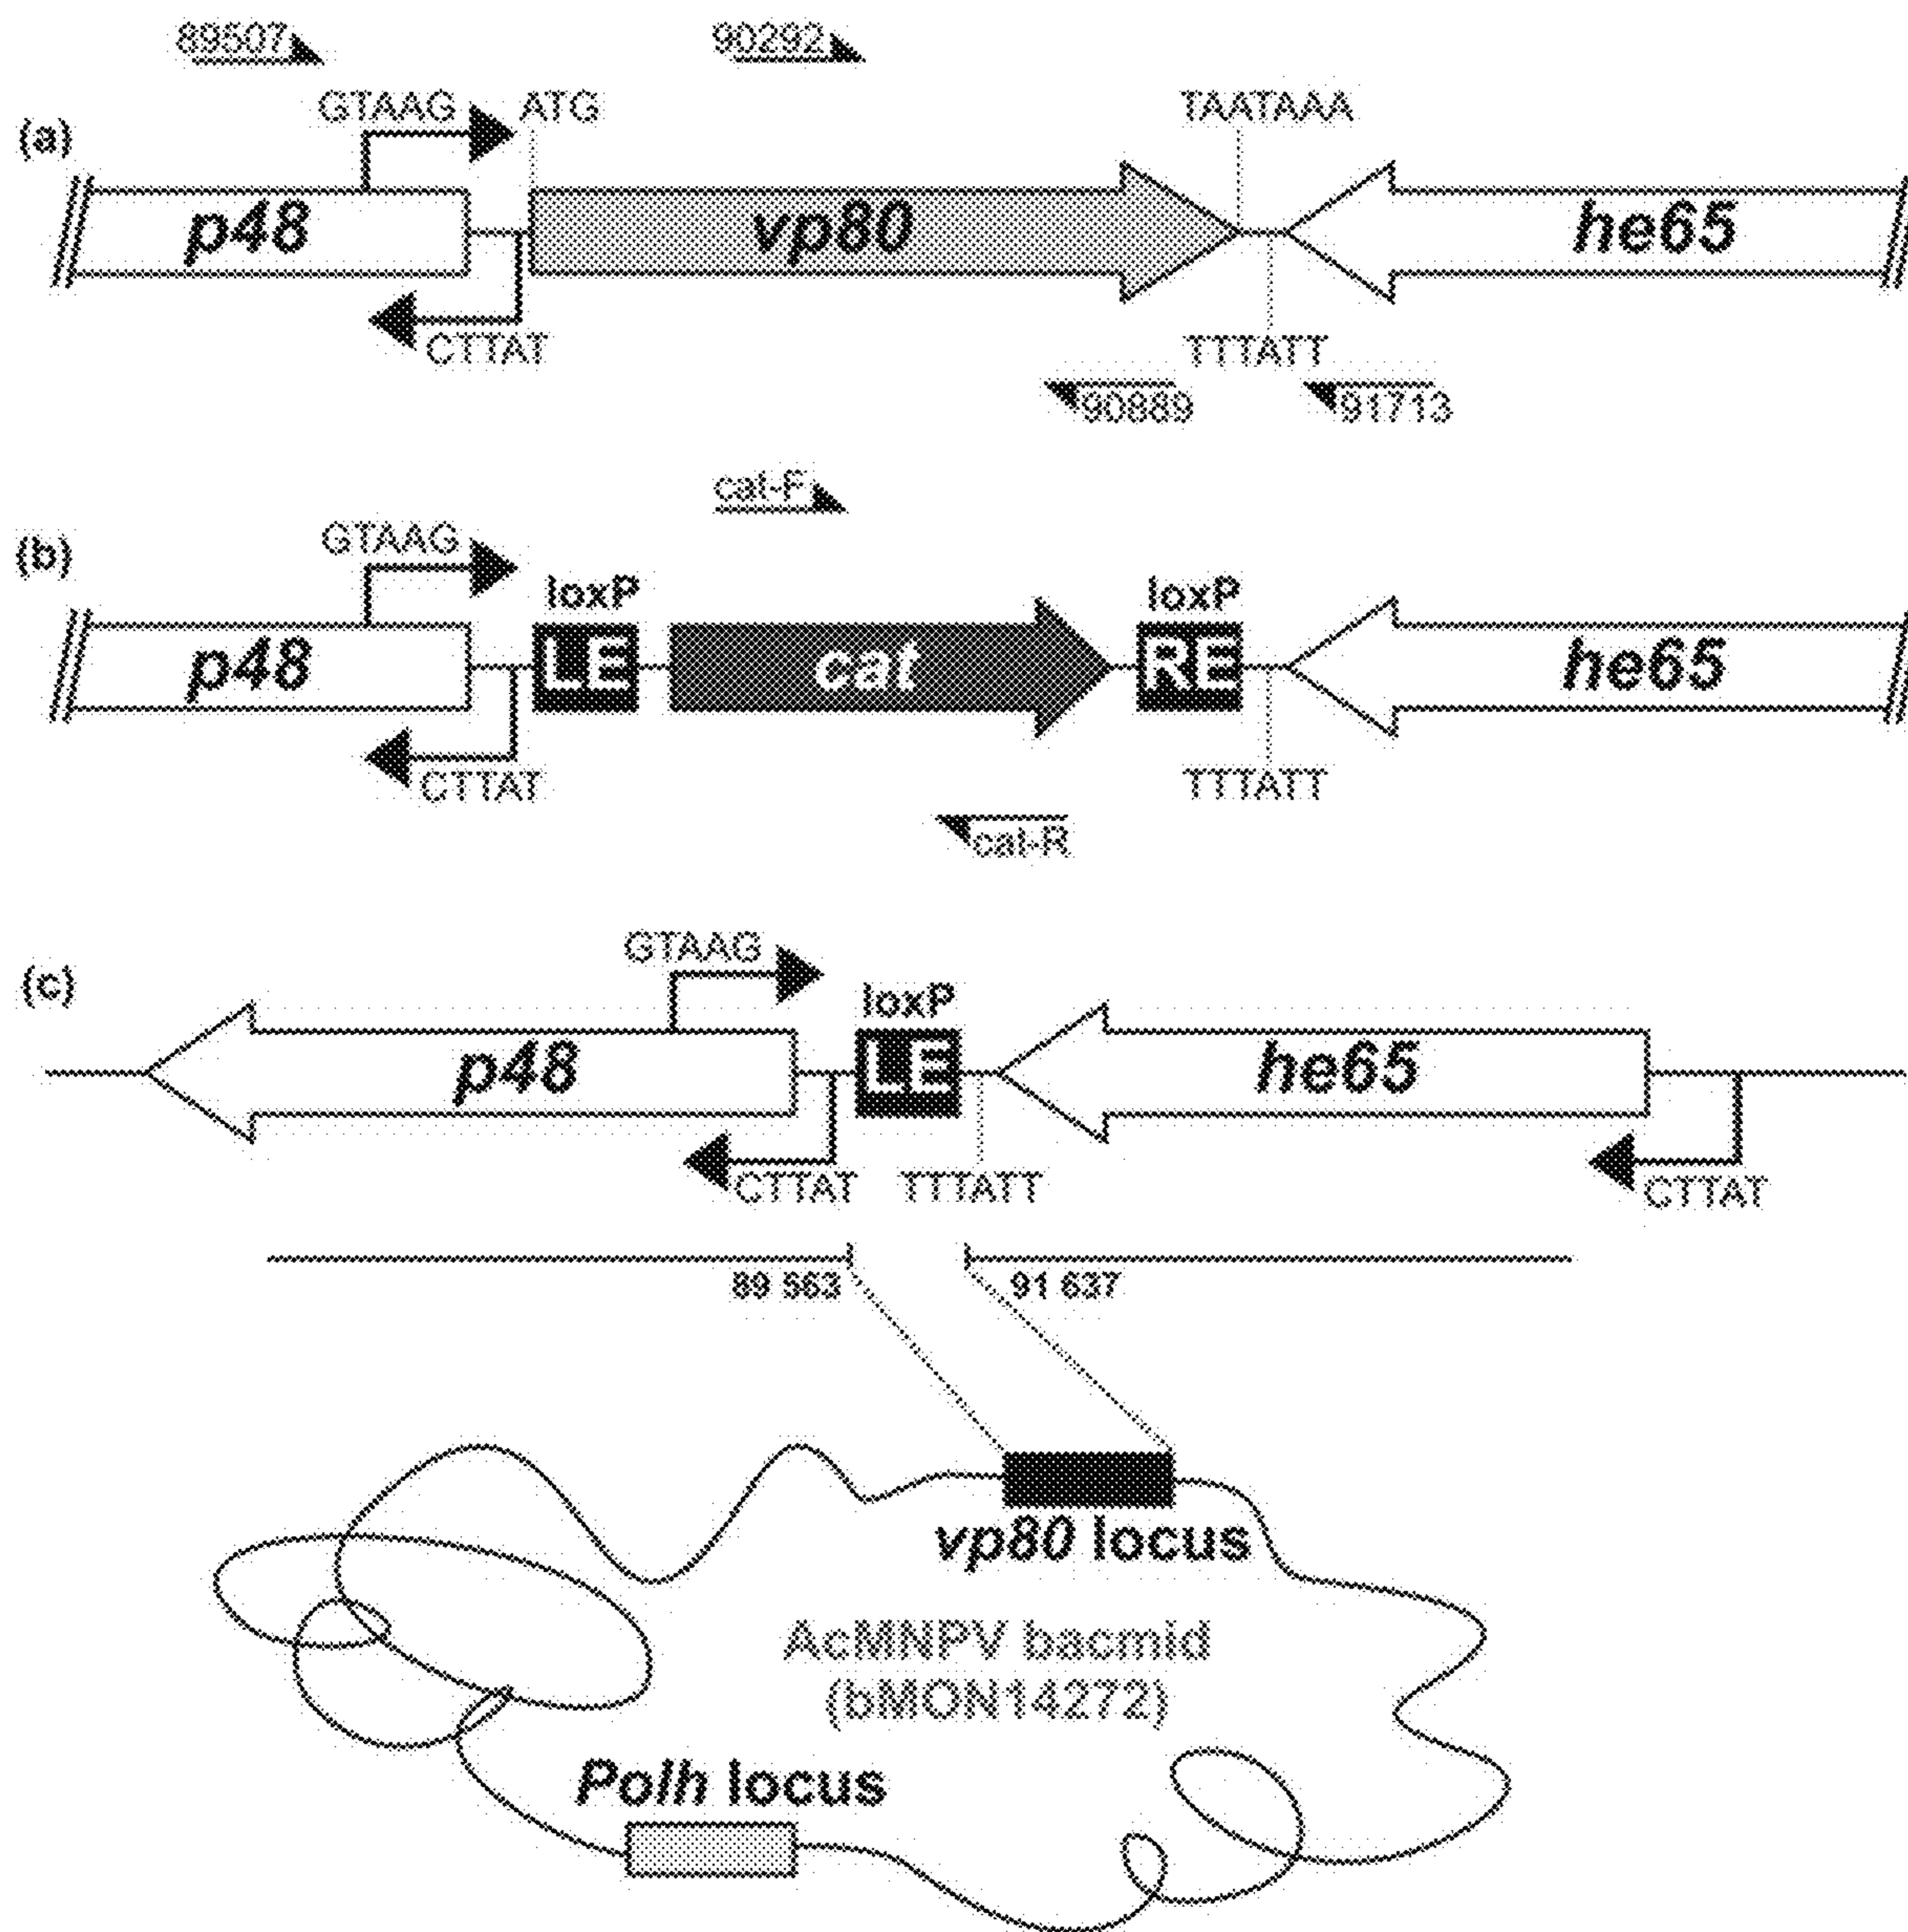 89507 90292
GTAAG ATG TAATAAA
(a)
p48 vp80 he65
CTTAT TTTATT
90889 91713
cat-F
GTAAG
(b)
loxP loxP
p48 LE cat RE he65
CTTAT TTTATT
cat-R
GTAAG
(c)
loxP
p48 LE he65
CTTAT TTTATT CTTAT
89 563 91 637
vp80 locus
AcMNPV bacmid
(bMON14272)
Polh locus